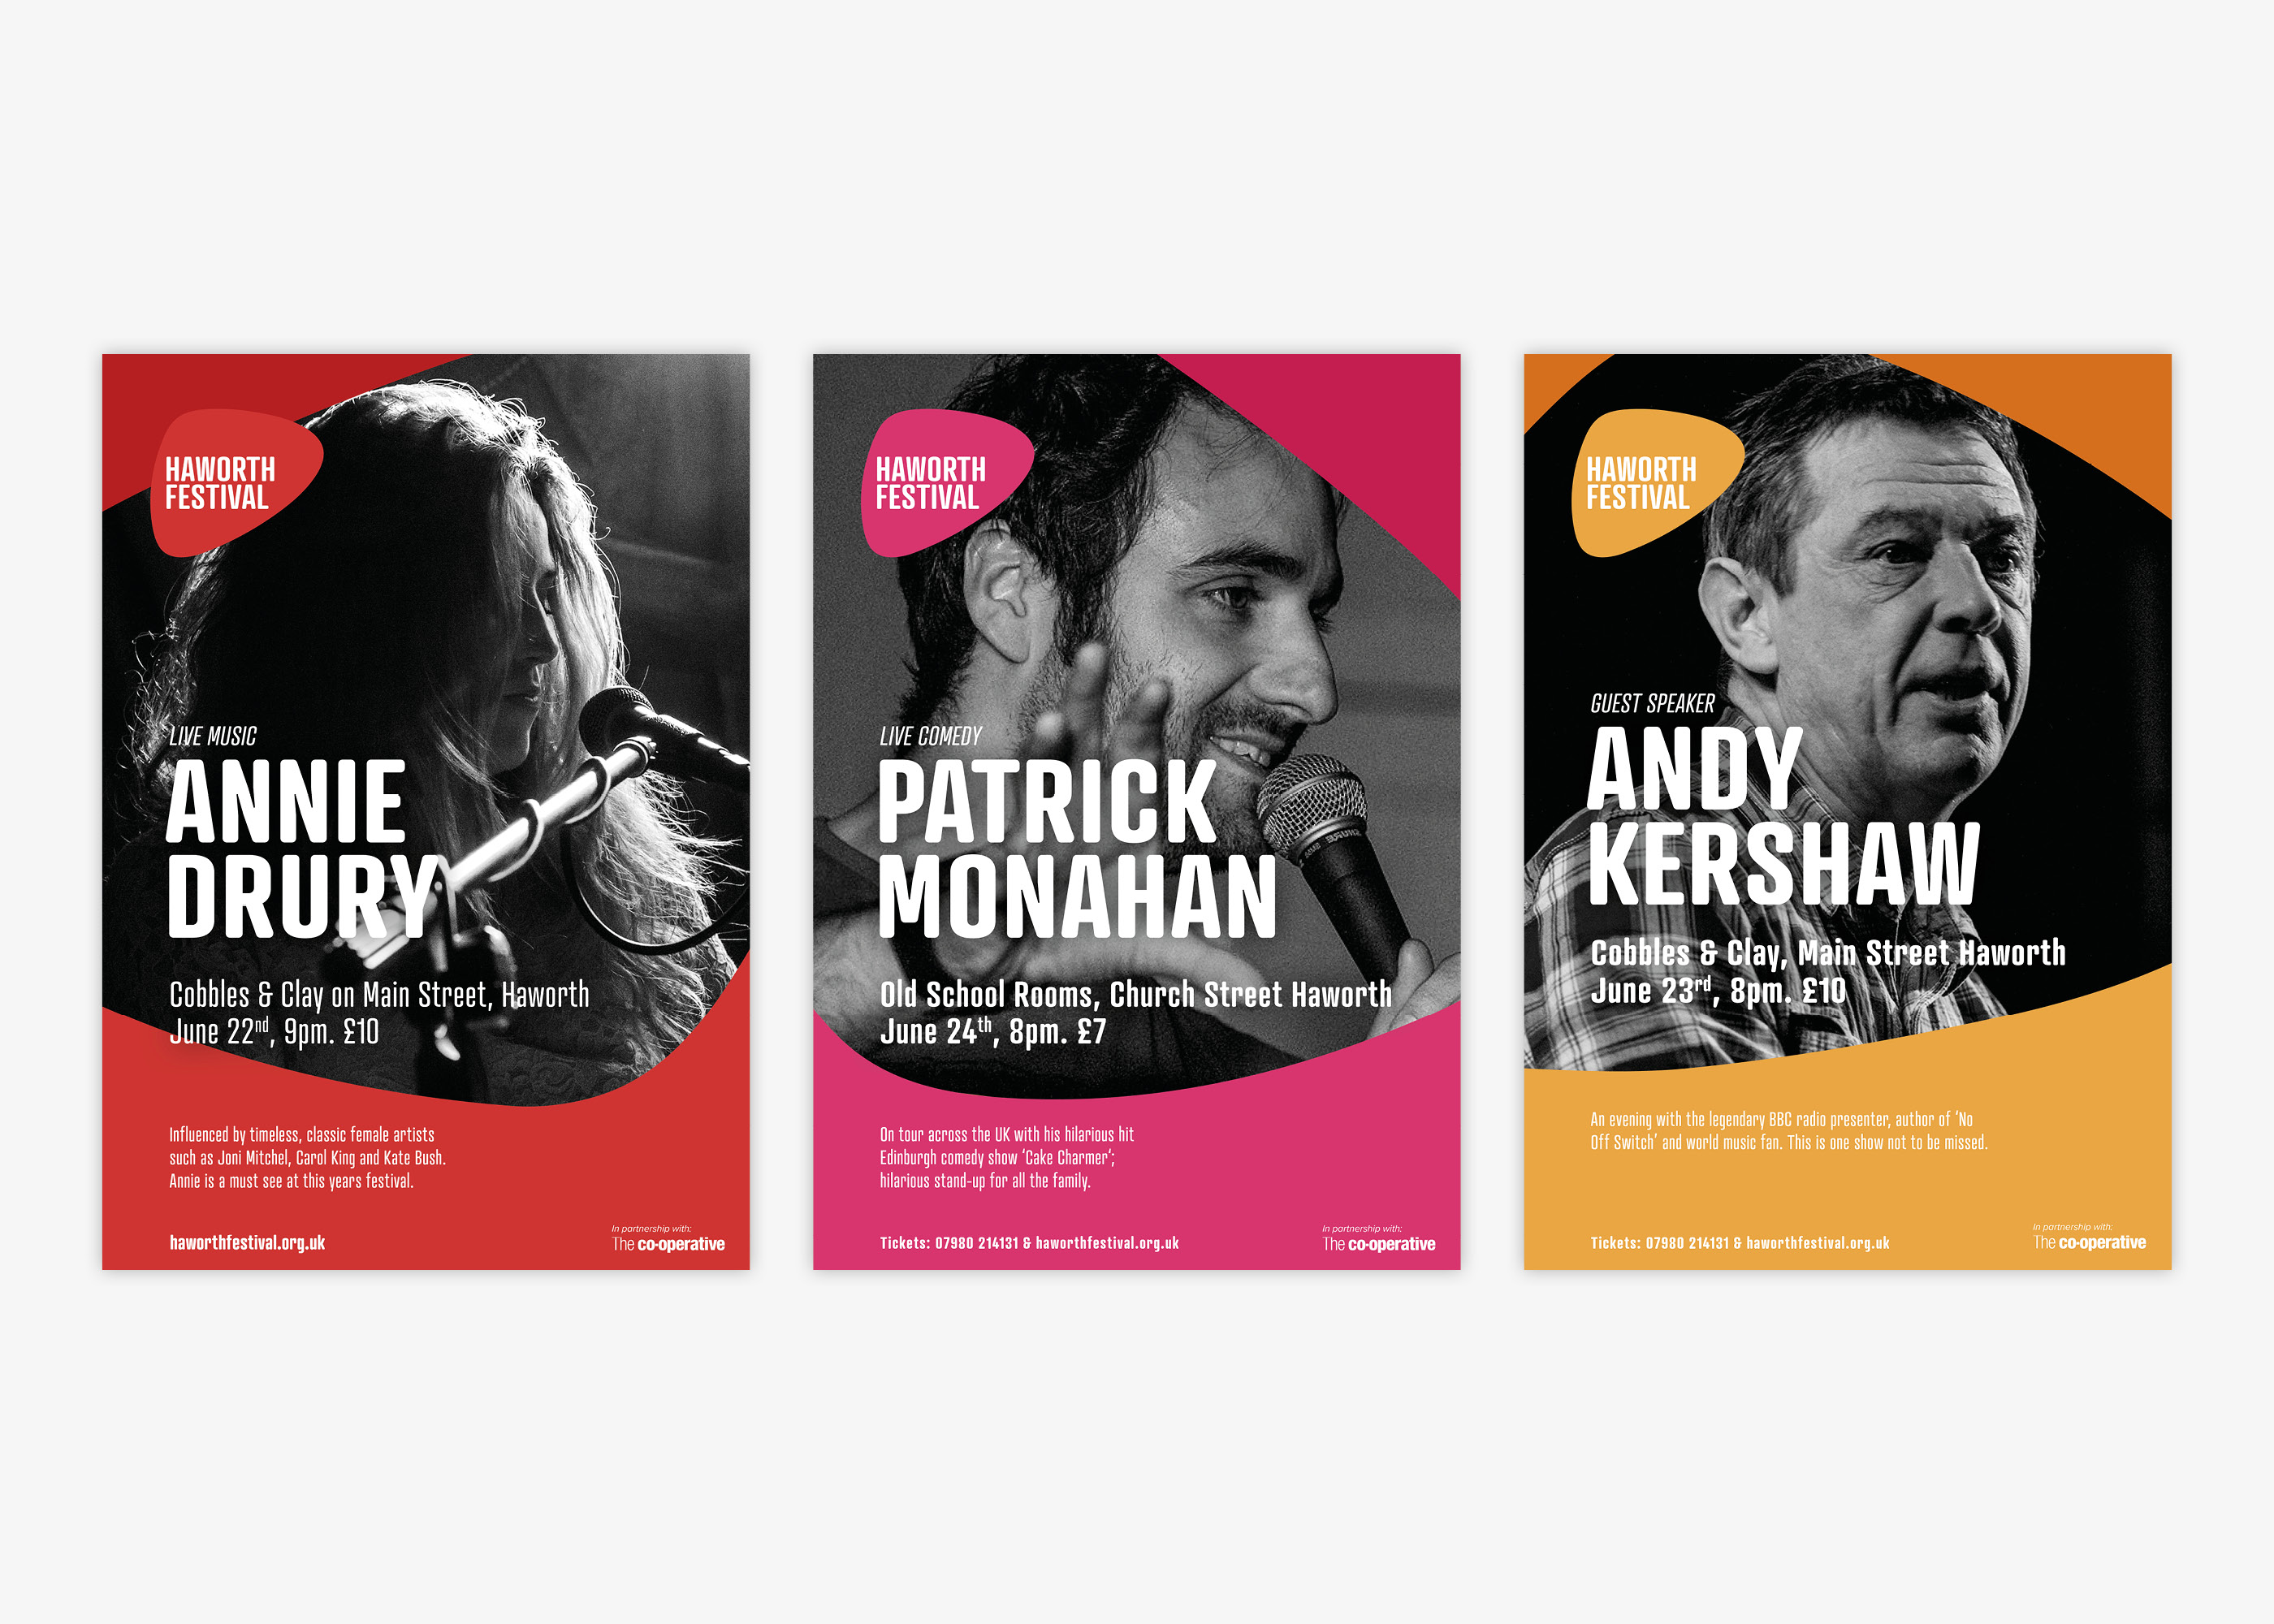 HAWORTH
FESTIVAL
LIVE MUSIC
ANNIE
DRURY
Cobbles & Clay on Main Street, Haworth
June 22nd, 9pm. £10
Influenced by timeless, classic female artists
such as Joni Mitchel, Carol King and Kate Bush.
Annie is a must see at this years festival.
haworthfestival.org.uk
In partnership with:
The co-operative
HAWORTH
FESTIVAL
LIVE COMEDY
PATRICK
MONAHAN
Old School Rooms, Church Street Haworth
June 24th, 8pm. £7
On tour across the UK with his hilarious hit
Edinburgh comedy show ‘Cake Charmer‘;
hilarious stand-up for all the family.
Tickets: 07980 214131 & haworthfestival.org.uk
In partnership with:
The co-operative
HAWORTH
FESTIVAL
GUEST SPEAKER
ANDY
KERSHAW
Cobbles & Clay, Main Street Haworth
June 23rd, 8pm. £10
An evening with the legendary BBC radio presenter, author of ‘No
Off Switch’ and world music fan. This is one show not to be missed.
Tickets: 07980 214131 & haworthfestival.org.uk
In partnership with:
The co-operative